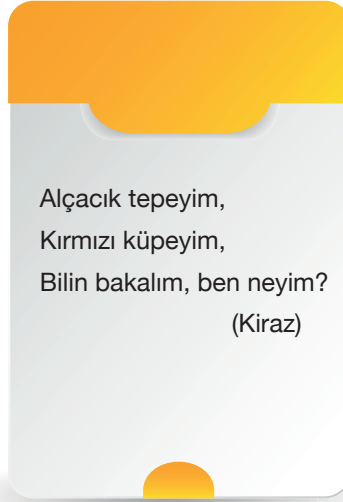 Alçacık tepeyim,
Kırmızı küpeyim,
Bilin bakalım, ben neyim?
(Kiraz)